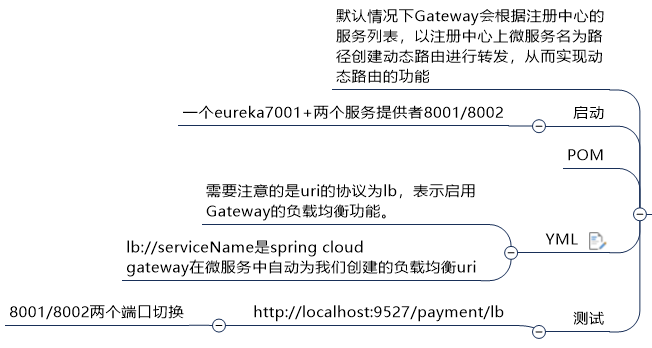 默认情况下Gateway会根据注册中心的
服务列表，以注册中心上微服务名为路
径创建动态路由进行转发，从而实现动
态路由的功能
一个eureka7001+两个服务提供者8001/8002
启动
POM
需要注意的是uri的协议为lb，表示启用
Gateway的负载均衡功能。
lb://serviceName是spring cloud
gateway在微服务中自动为我们创建的负载均衡uri
YML
8001/8002两个端口切换
http://localhost:9527/payment/lb
测试